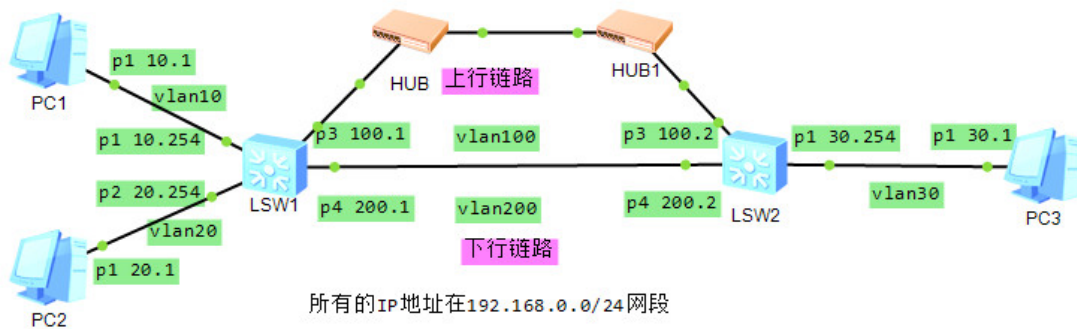 p1 10.1
vlan10
PC1
p1 10.254
HUB
上行链路
HUB1
p3 100.1
vlan100
p3 100.2
p1 30.254
p1 30.1
p2 20.254
LSW1
p4 200.1
vlan200
p4 200.2
LSW2
vlan30
PC3
vlan20
下行链路
p1 20.1
PC2
所有的IP地址在192.168.0.0/24网段